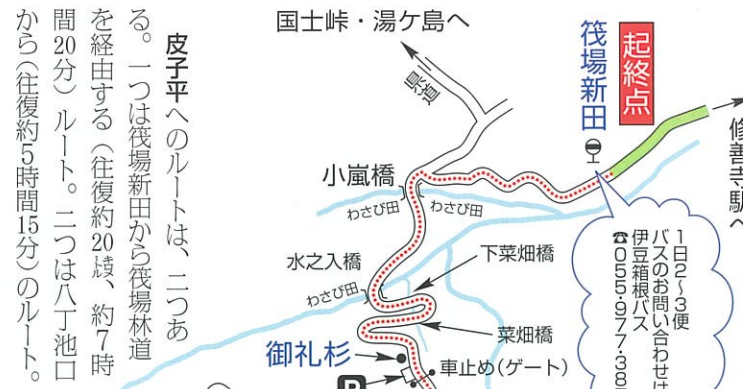 皮子平へのルートは、二つあ
る。一つは筏場新田から筏場林道
を経由する(往復約20㌔、約7時
間20分)ルート。二つは八丁池口
から(往復約5時間15分)のルート。
国士峠・湯ケ島へ
県道
起終点
筏場新田
修善寺駅へ
小嵐橋
わさび田
わさび田
1日2〜3便
バスのお問い合わせは
伊豆箱根バス
☎055・977・38
水之入橋
わさび田
下菜畑橋
菜畑橋
御礼杉
車止め(ゲート)
P